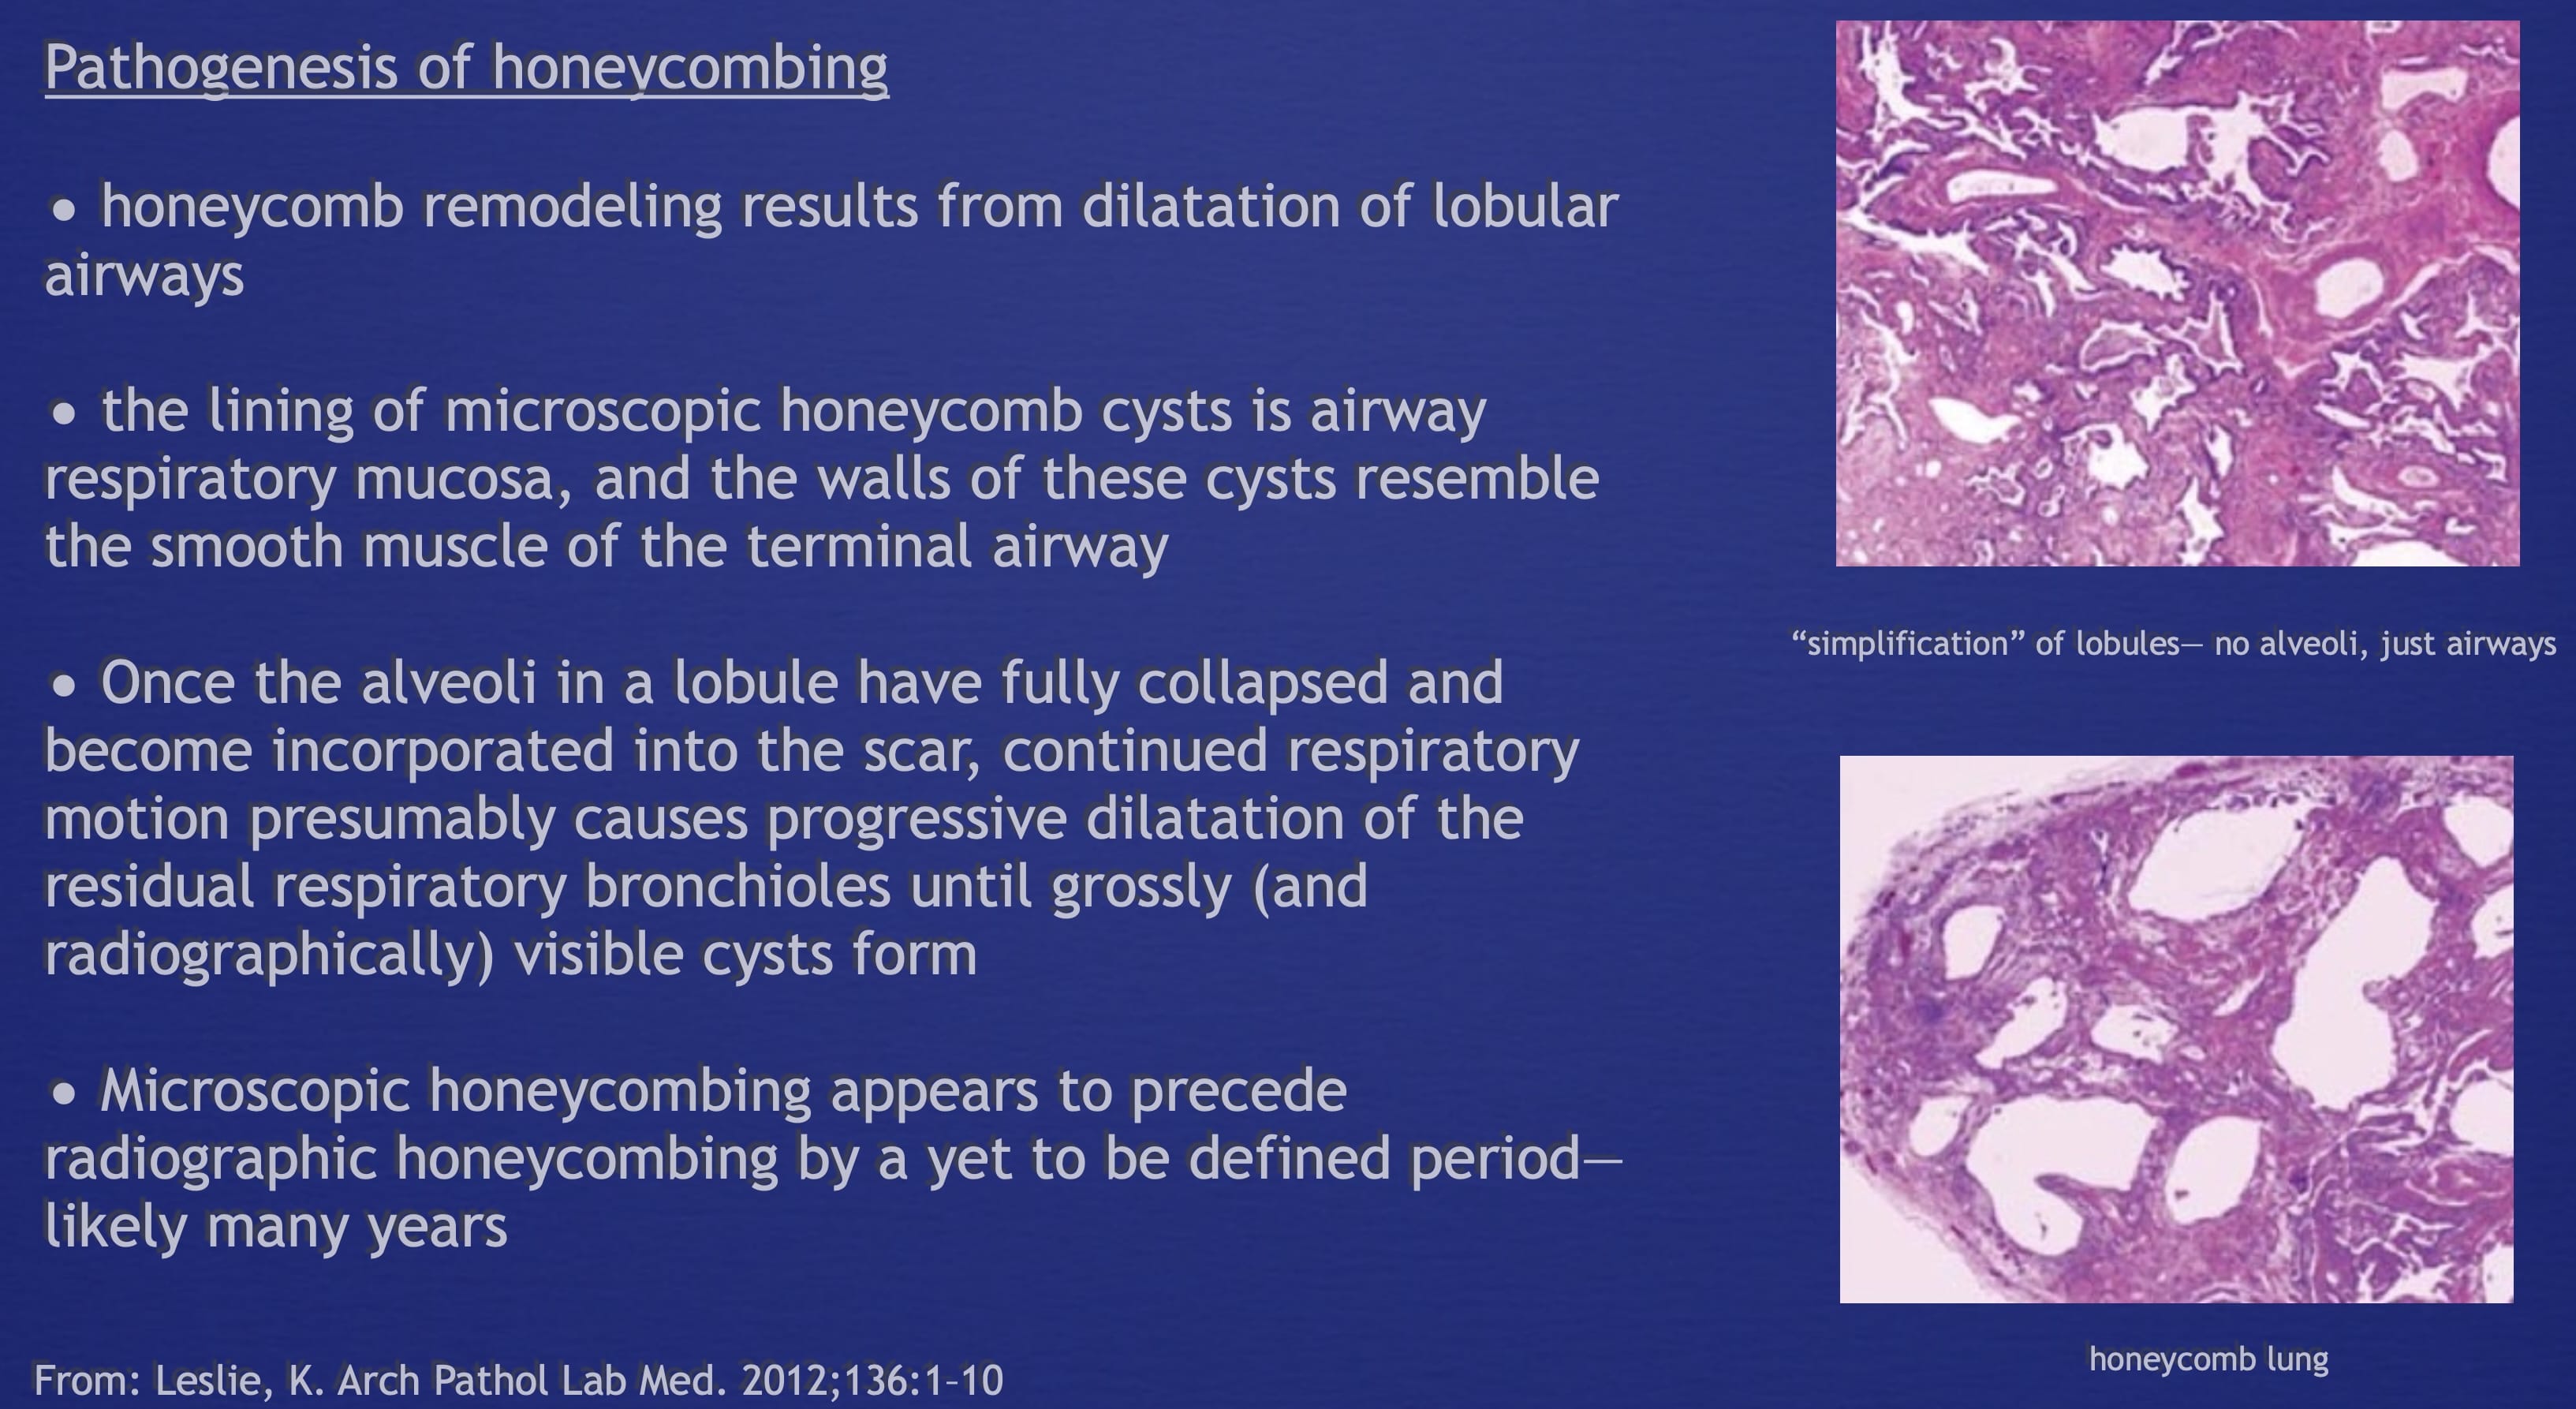 Pathogenesis of honeycombing
• honeycomb remodeling results from dilatation of lobular
airways
• the lining of microscopic honeycomb cysts is airway
respiratory mucosa, and the walls of these cysts resemble
the smooth muscle of the terminal airway
• Once the alveoli in a lobule have fully collapsed and
become incorporated into the scar, continued respiratory
motion presumably causes progressive dilatation of the
residual respiratory bronchioles until grossly (and
radiographically) visible cysts form
• Microscopic honeycombing appears to precede
radiographic honeycombing by a yet to be defined period—
likely many years
From: Leslie, K. Arch Pathol Lab Med. 2012;136:1–10
“simplification” of lobules— no alveoli, just airways
honeycomb lung